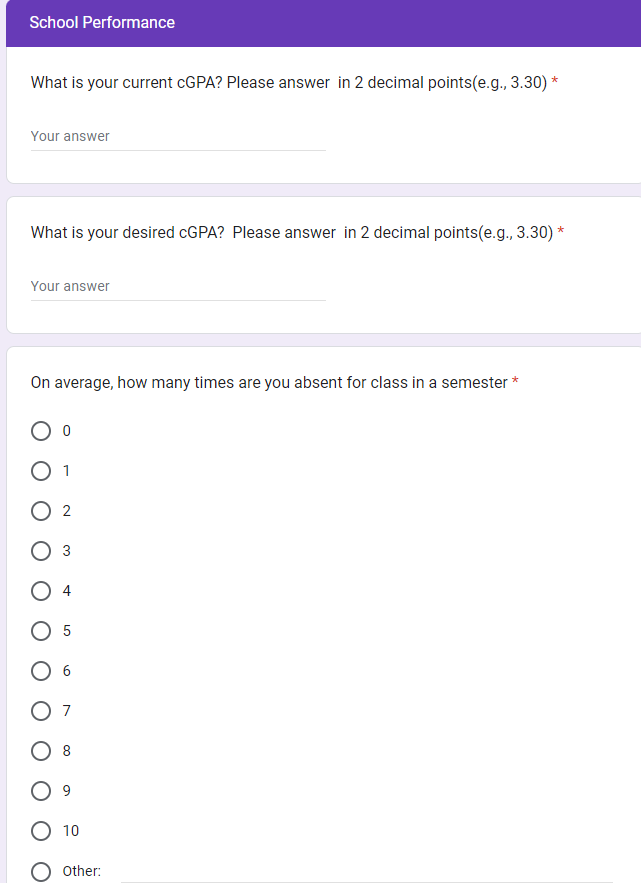 School Performance
What is your current cGPA? Please answer  in 2 decimal points(e.g., 3.30) *
Your answer
What is your desired cGPA?  Please answer  in 2 decimal points(e.g., 3.30) *
Your answer
On average, how many times are you absent for class in a semester *
0
1
2
3
4
5
6
7
8
9
10
Other: